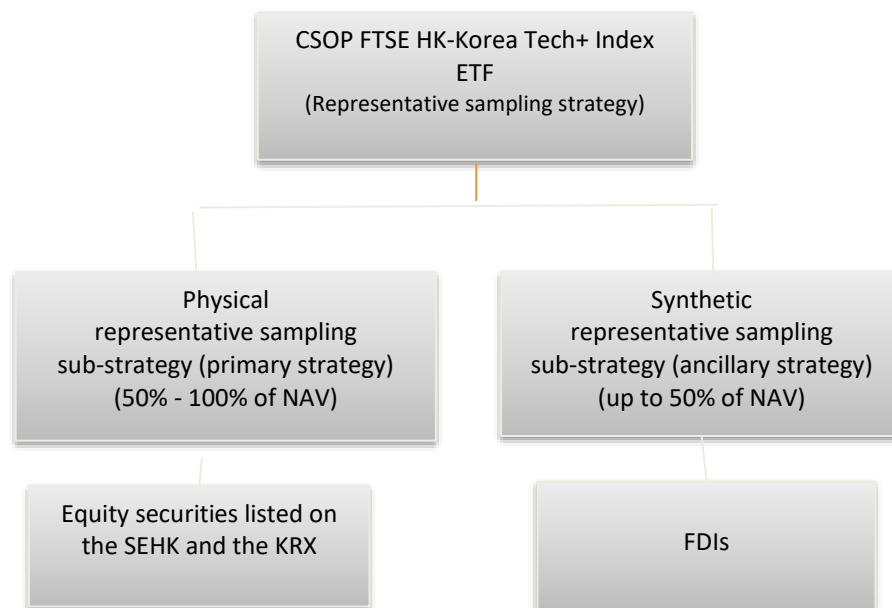 CSOP FTSE HK-Korea Tech+ Index
ETF
(Representative sampling strategy)
Physical
representative sampling
sub-strategy (primary strategy)
(50% - 100% of NAV)
Synthetic
representative sampling
sub-strategy (ancillary strategy)
(up to 50% of NAV)
Equity securities listed on
the SEHK and the KRX
FDIs